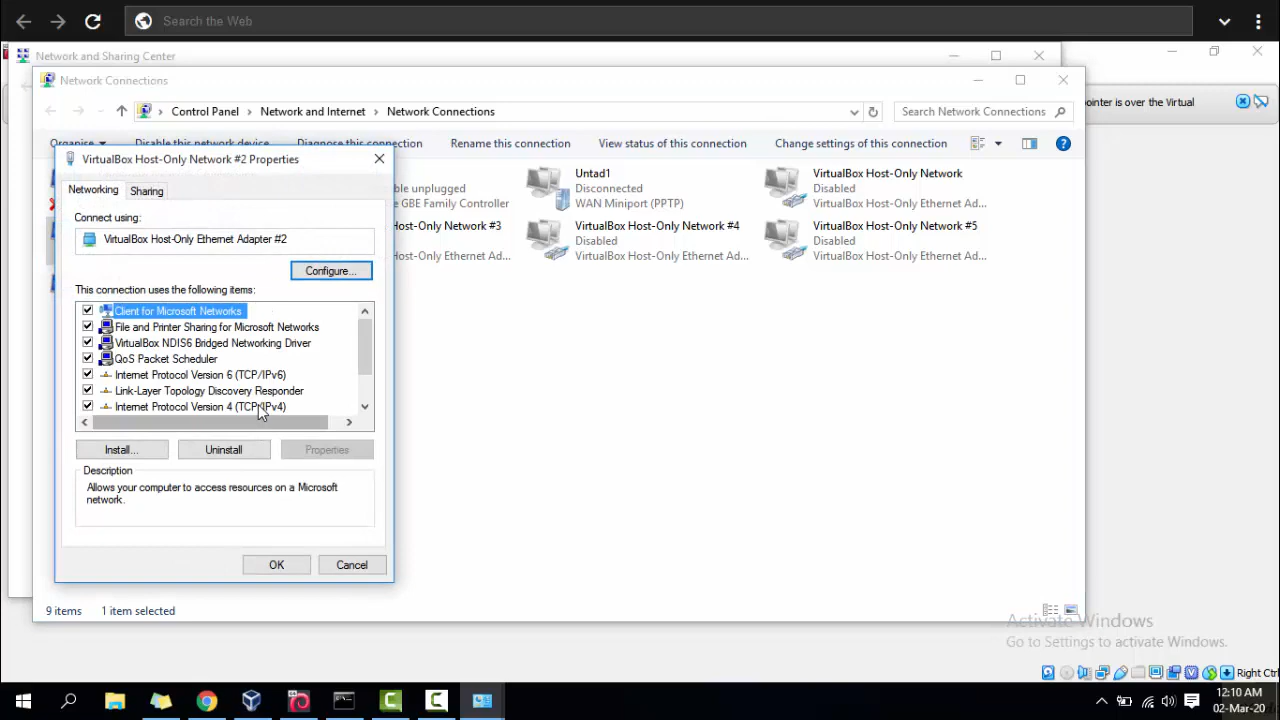 Search the Web
Network and Sharing Center
Network Connections
Control Panel > Network and Internet > Network Connections
Search Network Connections
ointer is over the Virtual
Organise
Disable this network device
Diagnose this connection
Rename this connection
View status of this connection
Change settings of this connection
VirtualBox Host-Only Network #2 Properties
Networking
Sharing
Connect using:
VirtualBox Host-Only Ethernet Adapter #2
Configure...
This connection uses the following items:
Client for Microsoft Networks
File and Printer Sharing for Microsoft Networks
VirtualBox NDIS6 Bridged Networking Driver
QoS Packet Scheduler
Internet Protocol Version 6 (TCP/IPv6)
Link-Layer Topology Discovery Responder
Internet Protocol Version 4 (TCP/IPv4)
Install...
Uninstall
Properties
Description
Allows your computer to access resources on a Microsoft
network.
OK
Cancel
ble unplugged
GBE Family Controller
Host-Only Network #3
Host-Only Ethernet Ad...
Untad1
Disconnected
WAN Miniport (PPTP)
VirtualBox Host-Only Network #4
Disabled
VirtualBox Host-Only Ethernet Ad...
VirtualBox Host-Only Network
Disabled
VirtualBox Host-Only Ethernet Ad...
VirtualBox Host-Only Network #5
Disabled
VirtualBox Host-Only Ethernet Ad...
9 items
1 item selected
Activate Windows
Go to Settings to activate Windows.
Right Ctrl
12:10 AM
02-Mar-20